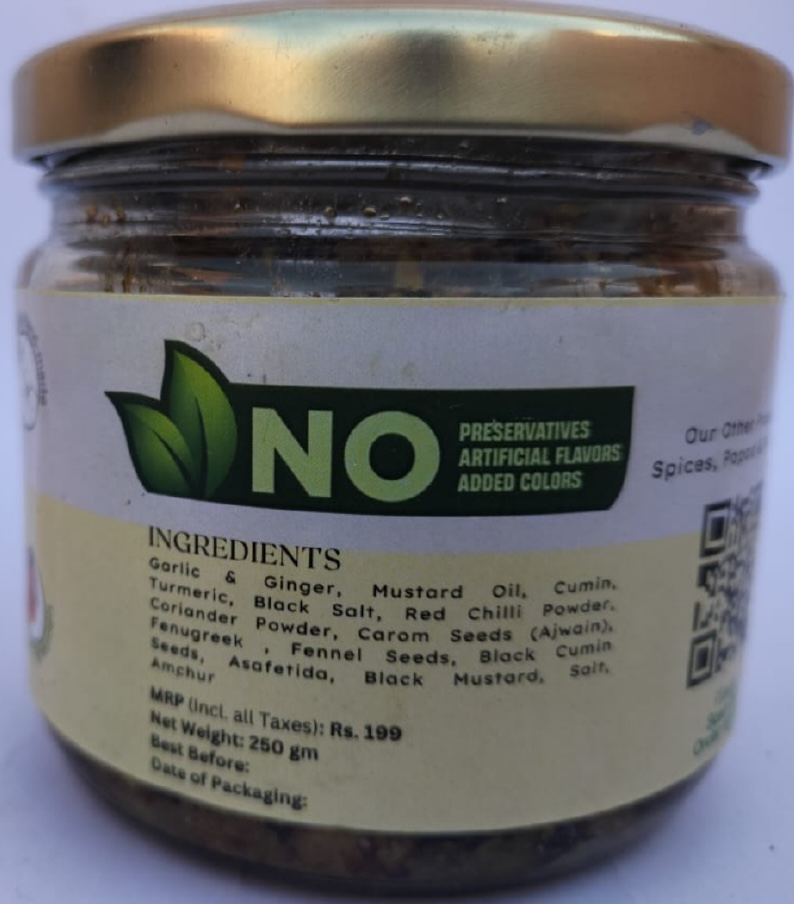 NO
PRESERVATIVES
ARTIFICIAL FLAVORS
ADDED COLORS
INGREDIENTS
Garlic & Ginger, Mustard Oil, Cumin,
Turmeric, Black Salt, Red Chilli Powder,
Coriander Powder, Carom Seeds (Ajwain),
Fenugreek , Fennel Seeds, Black Cumin
Seeds, Asafetida, Black Mustard, Salt,
Amchur
MRP (Incl. all Taxes): Rs. 199
Net Weight: 250 gm
Best Before:
Date of Packaging:
Our Other
Spices,